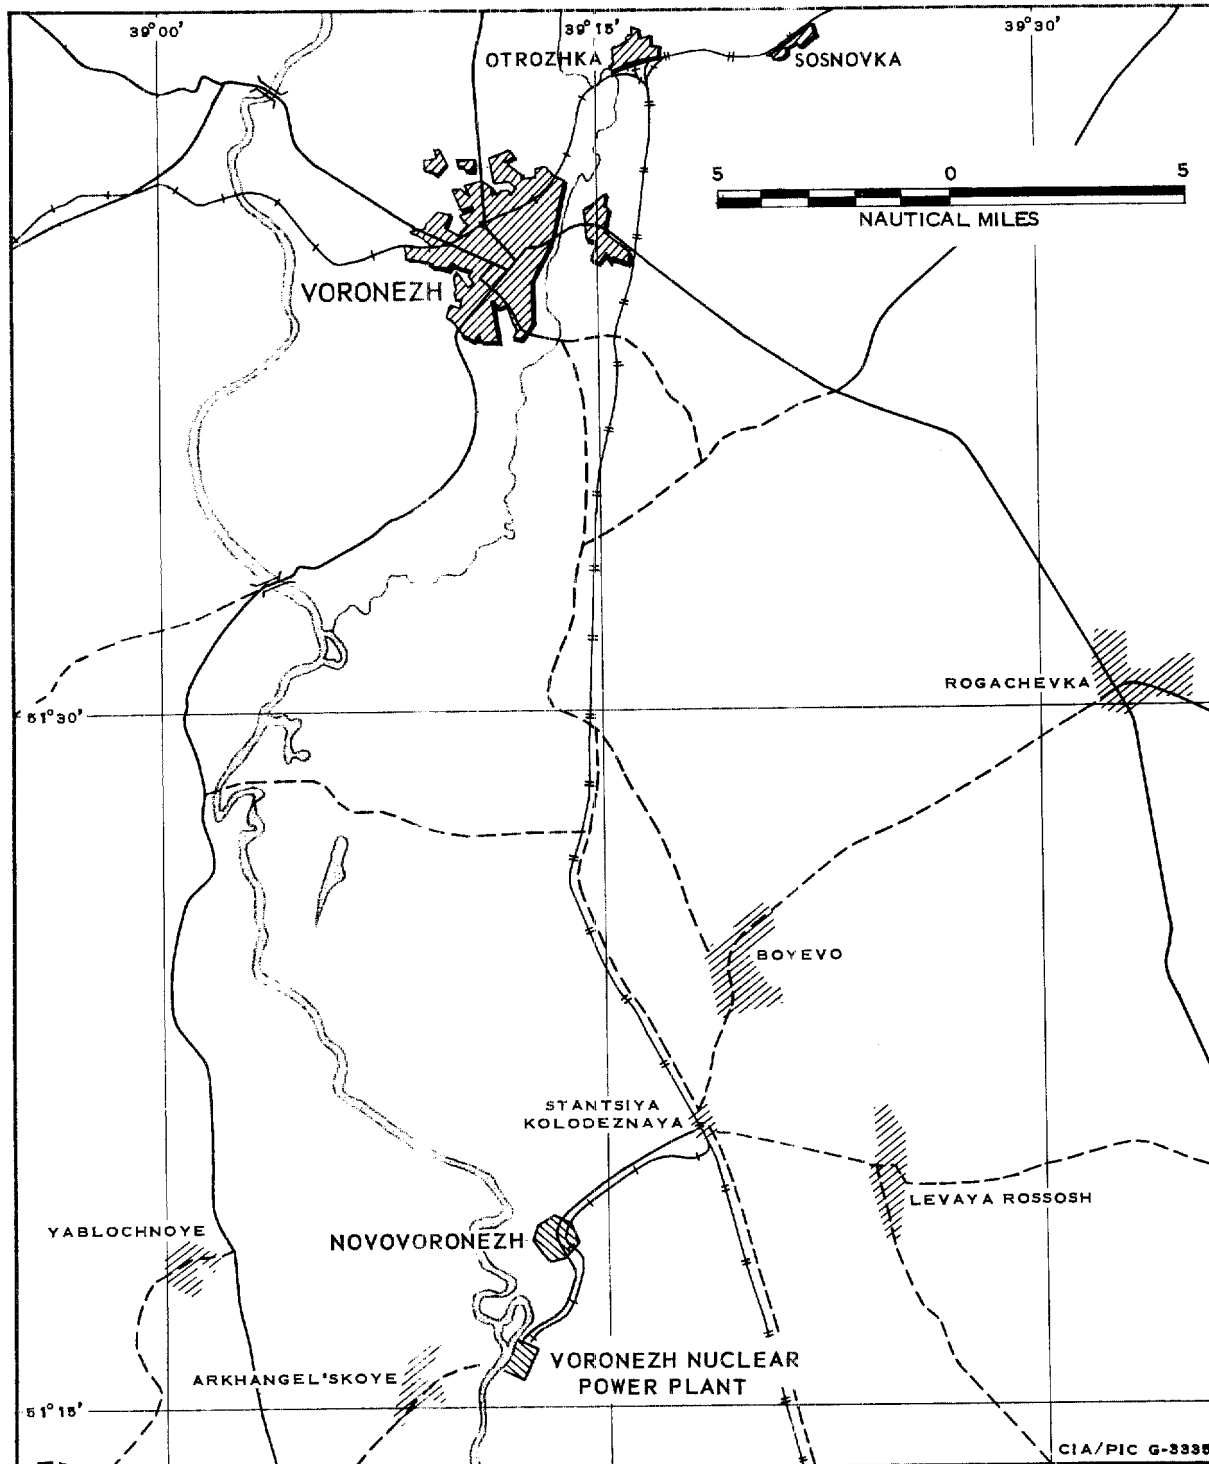 39°00'
39°15'
39°30'
OTROZHKA
SOSNOVKA
5 0 5
NAUTICAL MILES
VORONEZH
ROGACHEVKA
51°30'
BOYEVO
STANTSIYA
KOLODEZNAYA
LEVAYA ROSSOSH
YABLOCHNOYE
NOVOVORONEZH
VORONEZH NUCLEAR
POWER PLANT
ARKHANGEL'SKOYE
51°15'
CIA/PIC G-3335